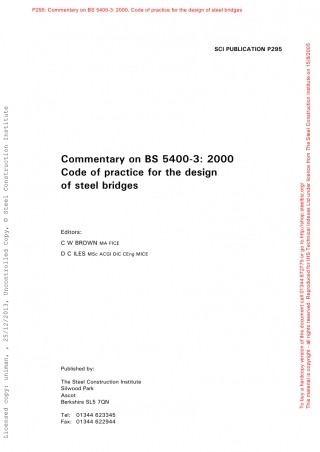 P295: Commentary on BS 5400-3: 2000, Code of practice for the design of steel bridges
SCI PUBLICATION P295
Commentary on BS 5400-3: 2000
Code of practice for the design
of steel bridges
Editors:
C W BROWN MA FICE
D C ILES MSc ACGI DIC CEng MICE
Published by:
The Steel Construction Institute
Silwood Park
Ascot
Berkshire SL5 7QN
Tel: 01344 623345
Fax: 01344 622944
Licensed copy: uniman, , 25/12/2013, Uncontrolled Copy, © Steel Construction Institute
This material is copyright - all rights reserved. Reproduced for IHS Technical Indexes Ltd under licence from The Steel Construction Institute on 15/8/2005
To buy a hardcopy version of this document call 01344 872775 or go to http://shop.steelbiz.org/